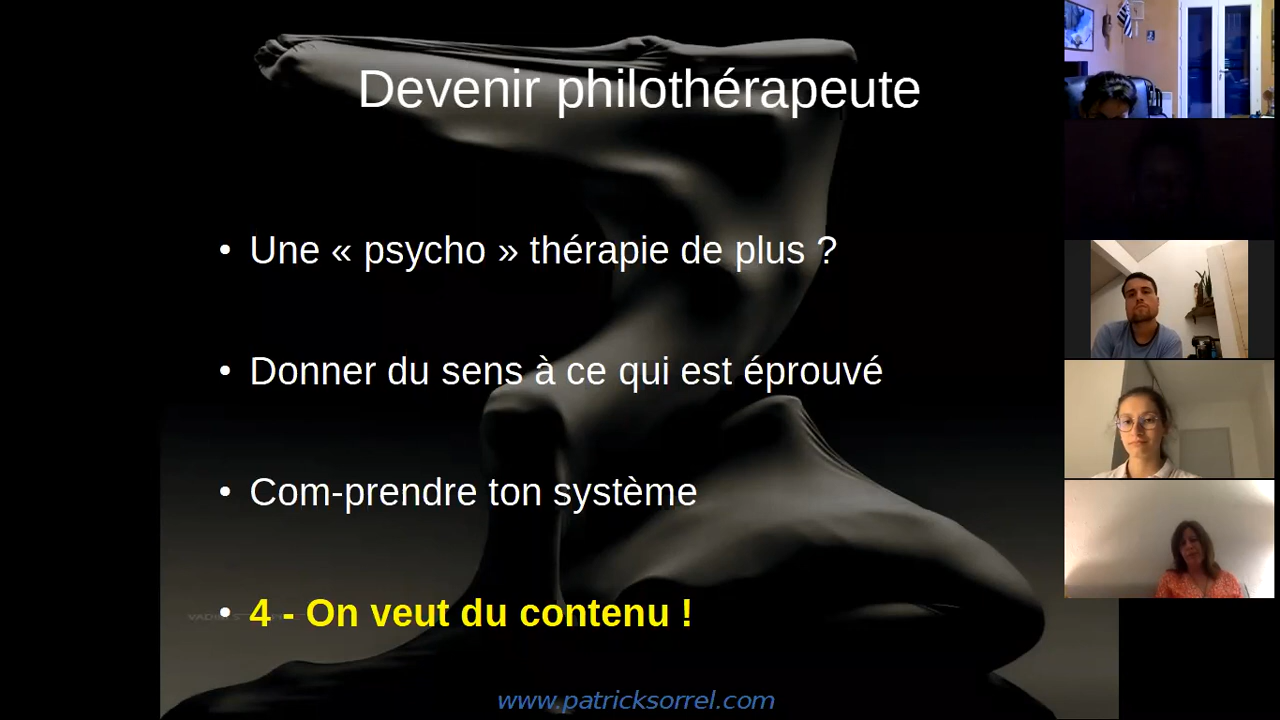 Devenir philothérapeute
• Une « psycho » thérapie de plus ?
• Donner du sens à ce qui est éprouvé
• Com-prendre ton système
• 4 - On veut du contenu !
www.patricksorrel.com